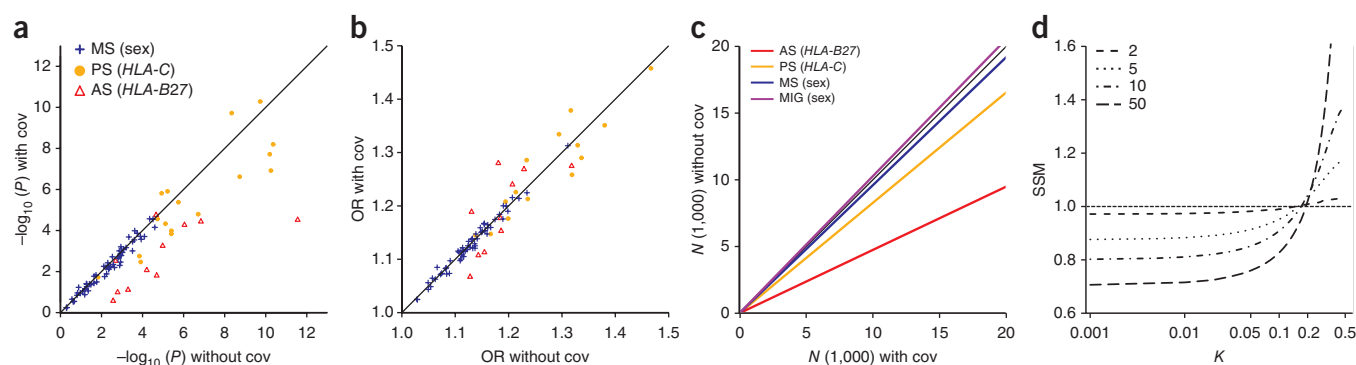 a
MS (sex)
PS (HLA-C)
AS (HLA-B27)
–log10 (P) with cov
12
10
8
6
4
2
0
0 2 4 6 8 10 12
–log10 (P) without cov
b
OR with cov
1.5
1.4
1.3
1.2
1.1
1.0
1.0 1.1 1.2 1.3 1.4 1.5
OR without cov
c
AS (HLA-B27)
PS (HLA-C)
MS (sex)
MIG (sex)
N (1,000) without cov
20
15
10
5
0
0 5 10 15 20
N (1,000) with cov
d
2
5
10
50
SSM
1.6
1.4
1.2
1.0
0.8
0.6
0.001 0.01 0.05 0.1 0.2 0.5
K